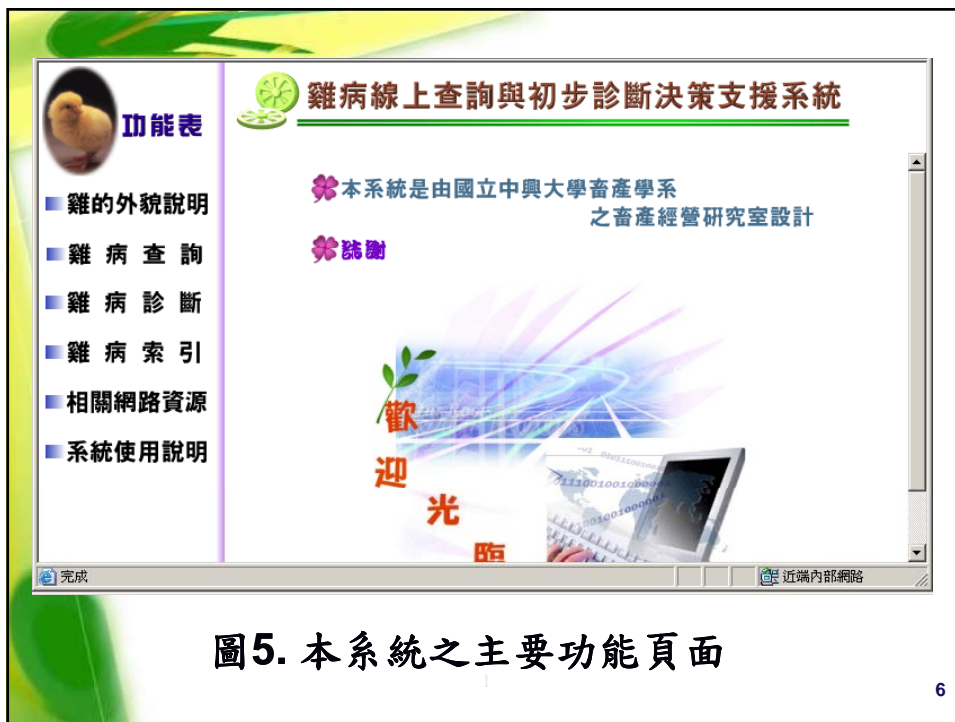 功能表
雞的外貌說明
雞病查詢
雞病診斷
雞病索引
相關網路資源
系統使用說明
雞病線上查詢與初步診斷決策支援系統
本系統是由國立中興大學畜產學系
之畜產經營研究室設計
誌謝
歡
迎
光
臨
完成
近端內部網路
圖5. 本系統之主要功能頁面
6